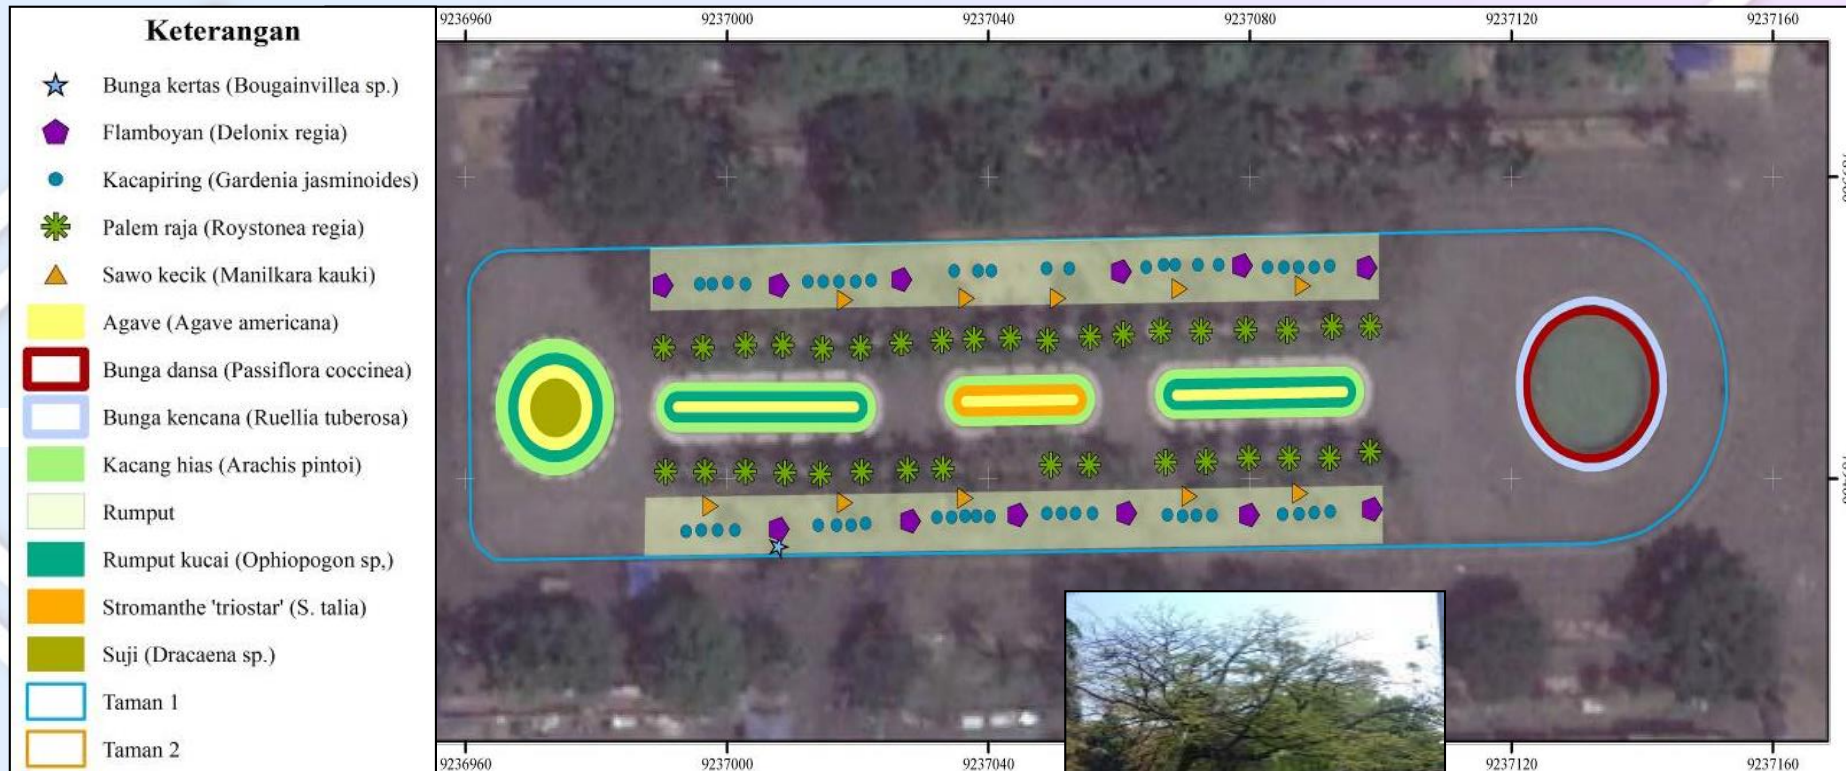 Keterangan
Bunga kertas (Bougainvillea sp.)
Flamboyan (Delonix regia)
Kacapiring (Gardenia jasminoides)
Palem raja (Roystonea regia)
Sawo kecik (Manilkara kauki)
Agave (Agave americana)
Bunga dansa (Passiflora coccinea)
Bunga kencana (Ruellia tuberosa)
Kacang hias (Arachis pintoi)
Rumput
Rumput kucai (Ophiopogon sp,)
Stromanthe 'triostar' (S. talia)
Suji (Dracaena sp.)
Taman 1
Taman 2
9236960 9237000 9237040 9237080 9237120 9237160
9236960 9237000 9237040 9237120 9237160